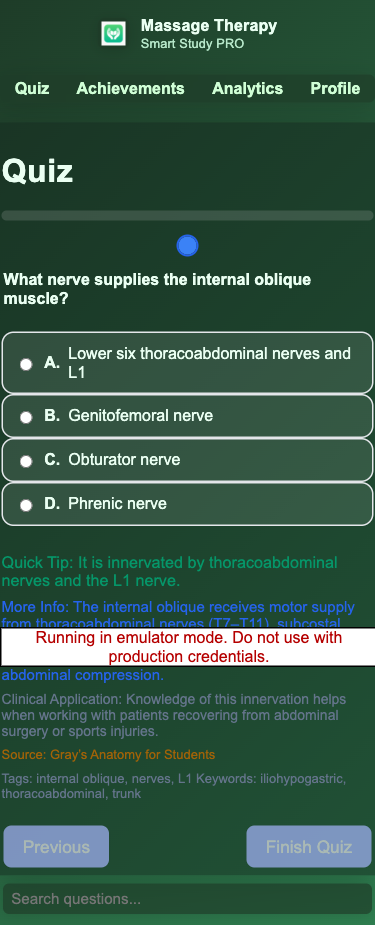 Massage Therapy
Smart Study PRO
Quiz
Achievements
Analytics
Profile
Quiz
What nerve supplies the internal oblique
muscle?
A. Lower six thoracoabdominal nerves and
L1
B. Genitofemoral nerve
C. Obturator nerve
D. Phrenic nerve
Quick Tip: It is innervated by thoracoabdominal
nerves and the L1 nerve.
More Info: The internal oblique receives motor supply
from thoracoabdominal nerves (T7–T11), subcostal
Running in emulator mode. Do not use with
production credentials.
abdominal compression.
Clinical Application: Knowledge of this innervation helps
when working with patients recovering from abdominal
surgery or sports injuries.
Source: Gray's Anatomy for Students
Tags: internal oblique, nerves, L1 Keywords: iliohypogastric,
thoracoabdominal, trunk
Previous
Finish Quiz
Search questions...